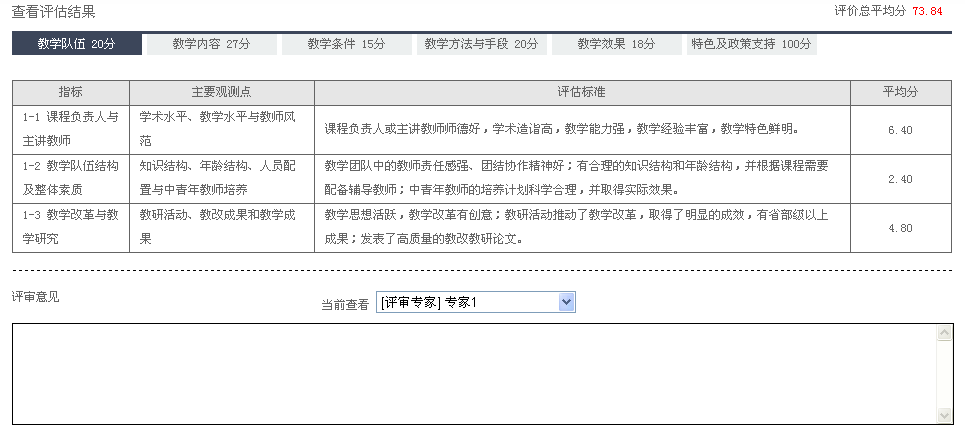 查看评估结果
评价总平均分 73.84
教学队伍 20分
教学内容 27分
教学条件 15分
教学方法与手段 20分
教学效果 18分
特色及政策支持 100分
指标
主要观测点
评估标准
平均分
1-1 课程负责人与
主讲教师
学术水平、教学水平与教师风
范
课程负责人或主讲教师师德好，学术造诣高，教学能力强，教学经验丰富，教学特色鲜明。
6.40
1-2 教学队伍结构
及整体素质
知识结构、年龄结构、人员配
置与中青年教师培养
教学团队中的教师责任感强、团结协作精神好；有合理的知识结构和年龄结构，并根据课程需要
配备辅导教师；中青年教师的培养计划科学合理，并取得实际效果。
2.40
1-3 教学改革与教
学研究
教研活动、教改成果和教学成
果
教学思想活跃，教学改革有创意；教研活动推动了教学改革，取得了明显的成效，有省部级以上
成果；发表了高质量的教改教研论文。
4.80
评审意见
当前查看
[评审专家] 专家1